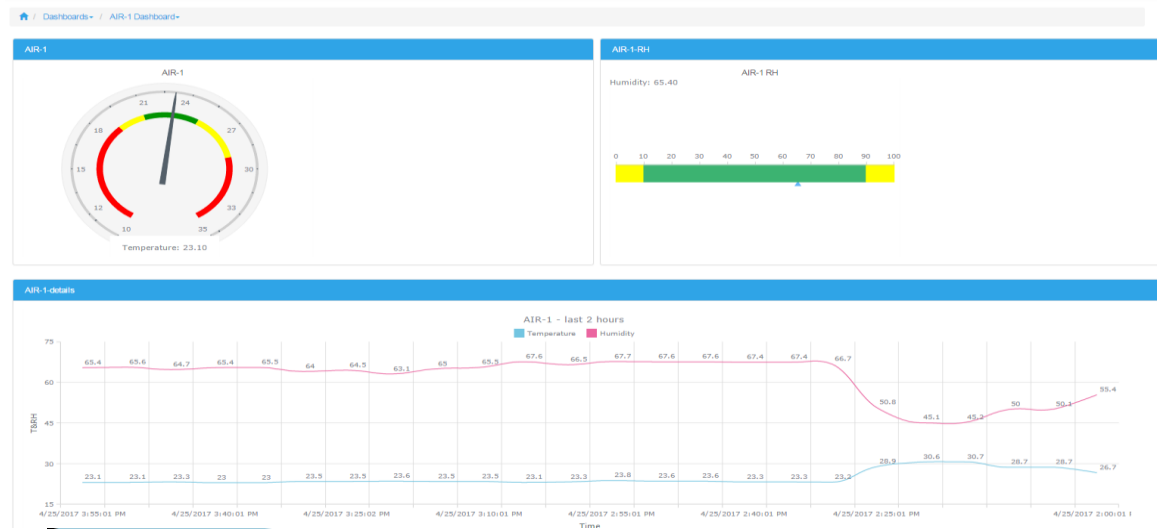 / Dashboards / AIR-1 Dashboard
AIR-1
AIR-1
10 12 15 18 21 24 27 30 33 35
Temperature: 23.10
AIR-1-RH
AIR-1 RH
Humidity: 65.40
0 10 20 30 40 50 60 70 80 90 100
AIR-1-details
AIR-1 - last 2 hours
Temperature Humidity
75
60
45
30
15
T&RH
65.4 65.6 64.7 65.4 65.5 64 64.5 63.1 65 65.5 67.6 66.5 67.7 67.6 67.6 67.4 67.4 66.7 50.8 45.1 45.2 50 50.1 55.4
23.1 23.1 23.3 23 23 23.5 23.5 23.6 23.5 23.5 23.1 23.3 23.8 23.6 23.6 23.3 23.3 23.2 28.9 30.6 30.7 28.7 28.7 26.7
4/25/2017 3:55:01 PM 4/25/2017 3:40:01 PM 4/25/2017 3:25:02 PM 4/25/2017 3:10:01 PM 4/25/2017 2:55:01 PM 4/25/2017 2:40:01 PM 4/25/2017 2:25:01 PM 4/25/2017 2:00:01
Time